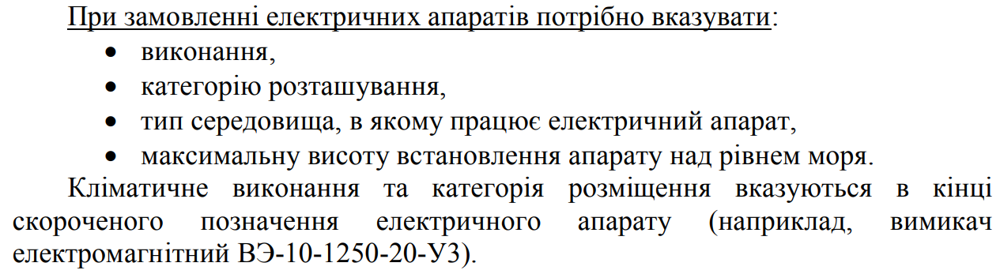 При замовленні електричних апаратів потрібно вказувати:
• виконання,
• категорію розташування,
• тип середовища, в якому працює електричний апарат,
• максимальну висоту встановлення апарату над рівнем моря.
Кліматичне виконання та категорія розміщення вказуються в кінці
скороченого позначення електричного апарату (наприклад, вимикач
електромагнітний ВЭ-10-1250-20-У3).